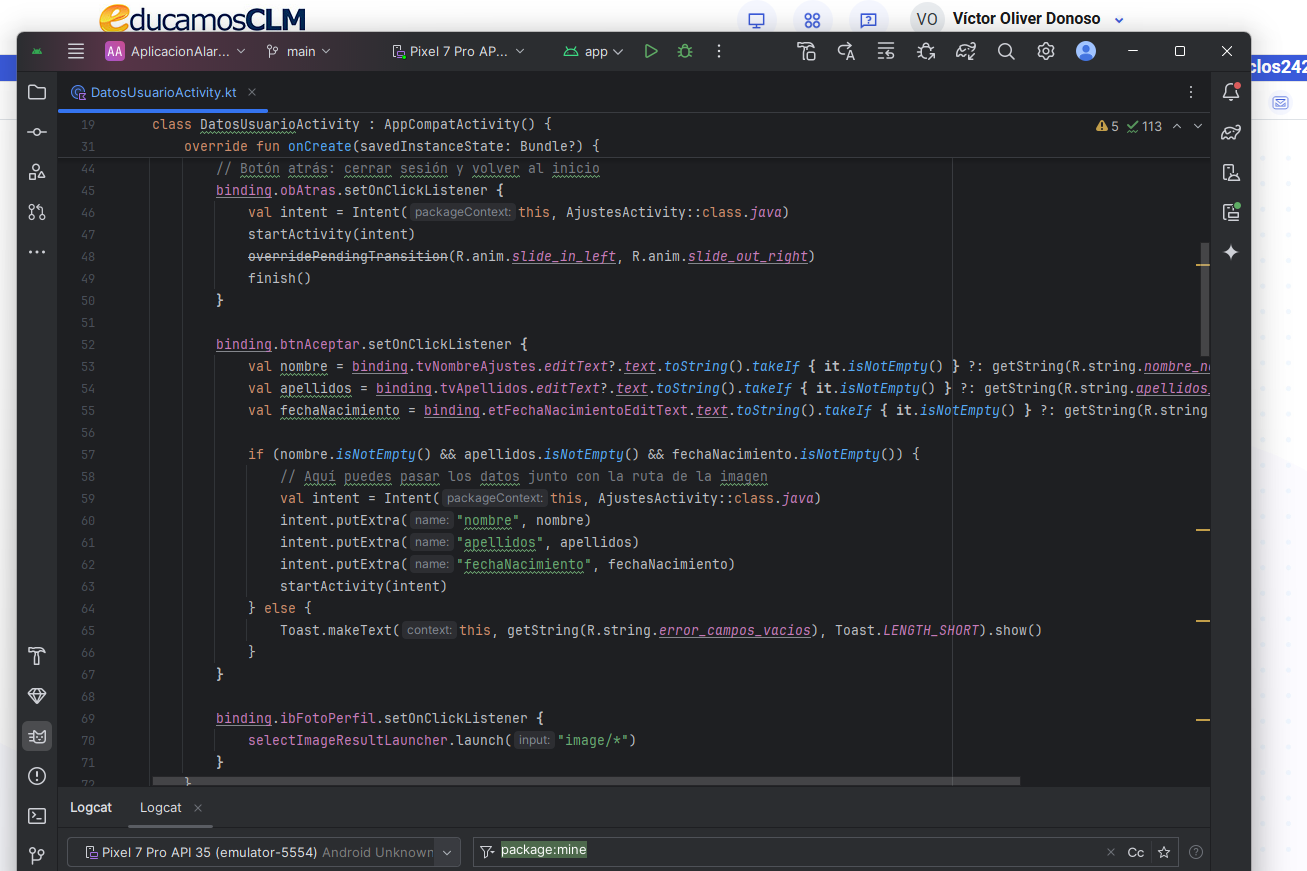 educamosCLM
VO Víctor Oliver Donoso
AA AplicacionAlar... main Pixel 7 Pro AP... app
clos242
DatosUsuarioActivity.kt
19 class DatosUsuarioActivity : AppCompatActivity() { 5 113
31 override fun onCreate(savedInstanceState: Bundle?) {
44 // Botón atrás: cerrar sesión y volver al inicio
45 binding.obAtras.setOnClickListener {
46 val intent = Intent( packageContext: this, AjustesActivity::class.java)
47 startActivity(intent)
48 overridePendingTransition(R.anim.slide_in_left, R.anim.slide_out_right)
49 finish()
50 }
51
52 binding.btnAceptar.setOnClickListener {
53 val nombre = binding.tvNombreAjustes.editText?.text.toString().takeIf { it.isNotEmpty() } ?: getString(R.string.nombre_n
54 val apellidos = binding.tvApellidos.editText?.text.toString().takeIf { it.isNotEmpty() } ?: getString(R.string.apellidos_
55 val fechaNacimiento = binding.etFechaNacimientoEditText.text.toString().takeIf { it.isNotEmpty() } ?: getString(R.string
56
57 if (nombre.isNotEmpty() && apellidos.isNotEmpty() && fechaNacimiento.isNotEmpty()) {
58 // Aquí puedes pasar los datos junto con la ruta de la imagen
59 val intent = Intent( packageContext: this, AjustesActivity::class.java)
60 intent.putExtra( name: "nombre", nombre)
61 intent.putExtra( name: "apellidos", apellidos)
62 intent.putExtra( name: "fechaNacimiento", fechaNacimiento)
63 startActivity(intent)
64 } else {
65 Toast.makeText( context: this, getString(R.string.error_campos_vacios), Toast.LENGTH_SHORT).show()
66 }
67 }
68
69 binding.ibFotoPerfil.setOnClickListener {
70 selectImageResultLauncher.launch( input: "image/*")
71 }
72 }
Logcat Logcat
Pixel 7 Pro API 35 (emulator-5554) Android Unknown package:mine Cc